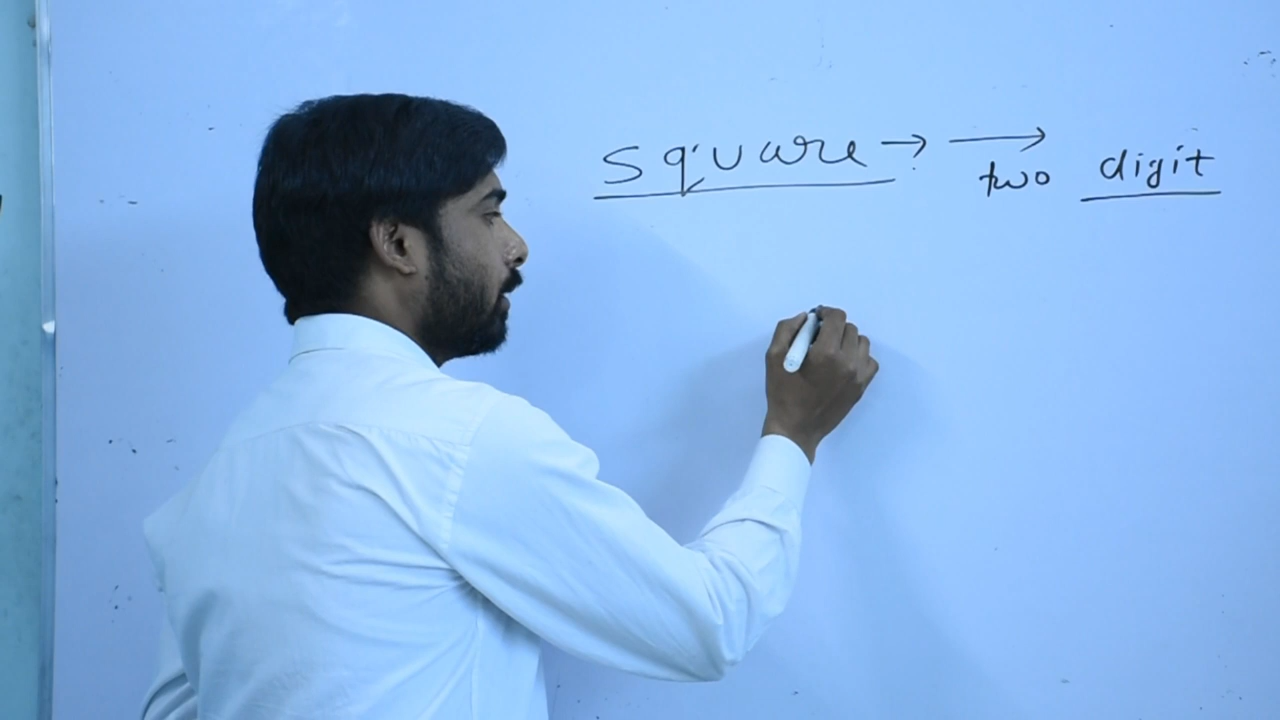 square → → two digit